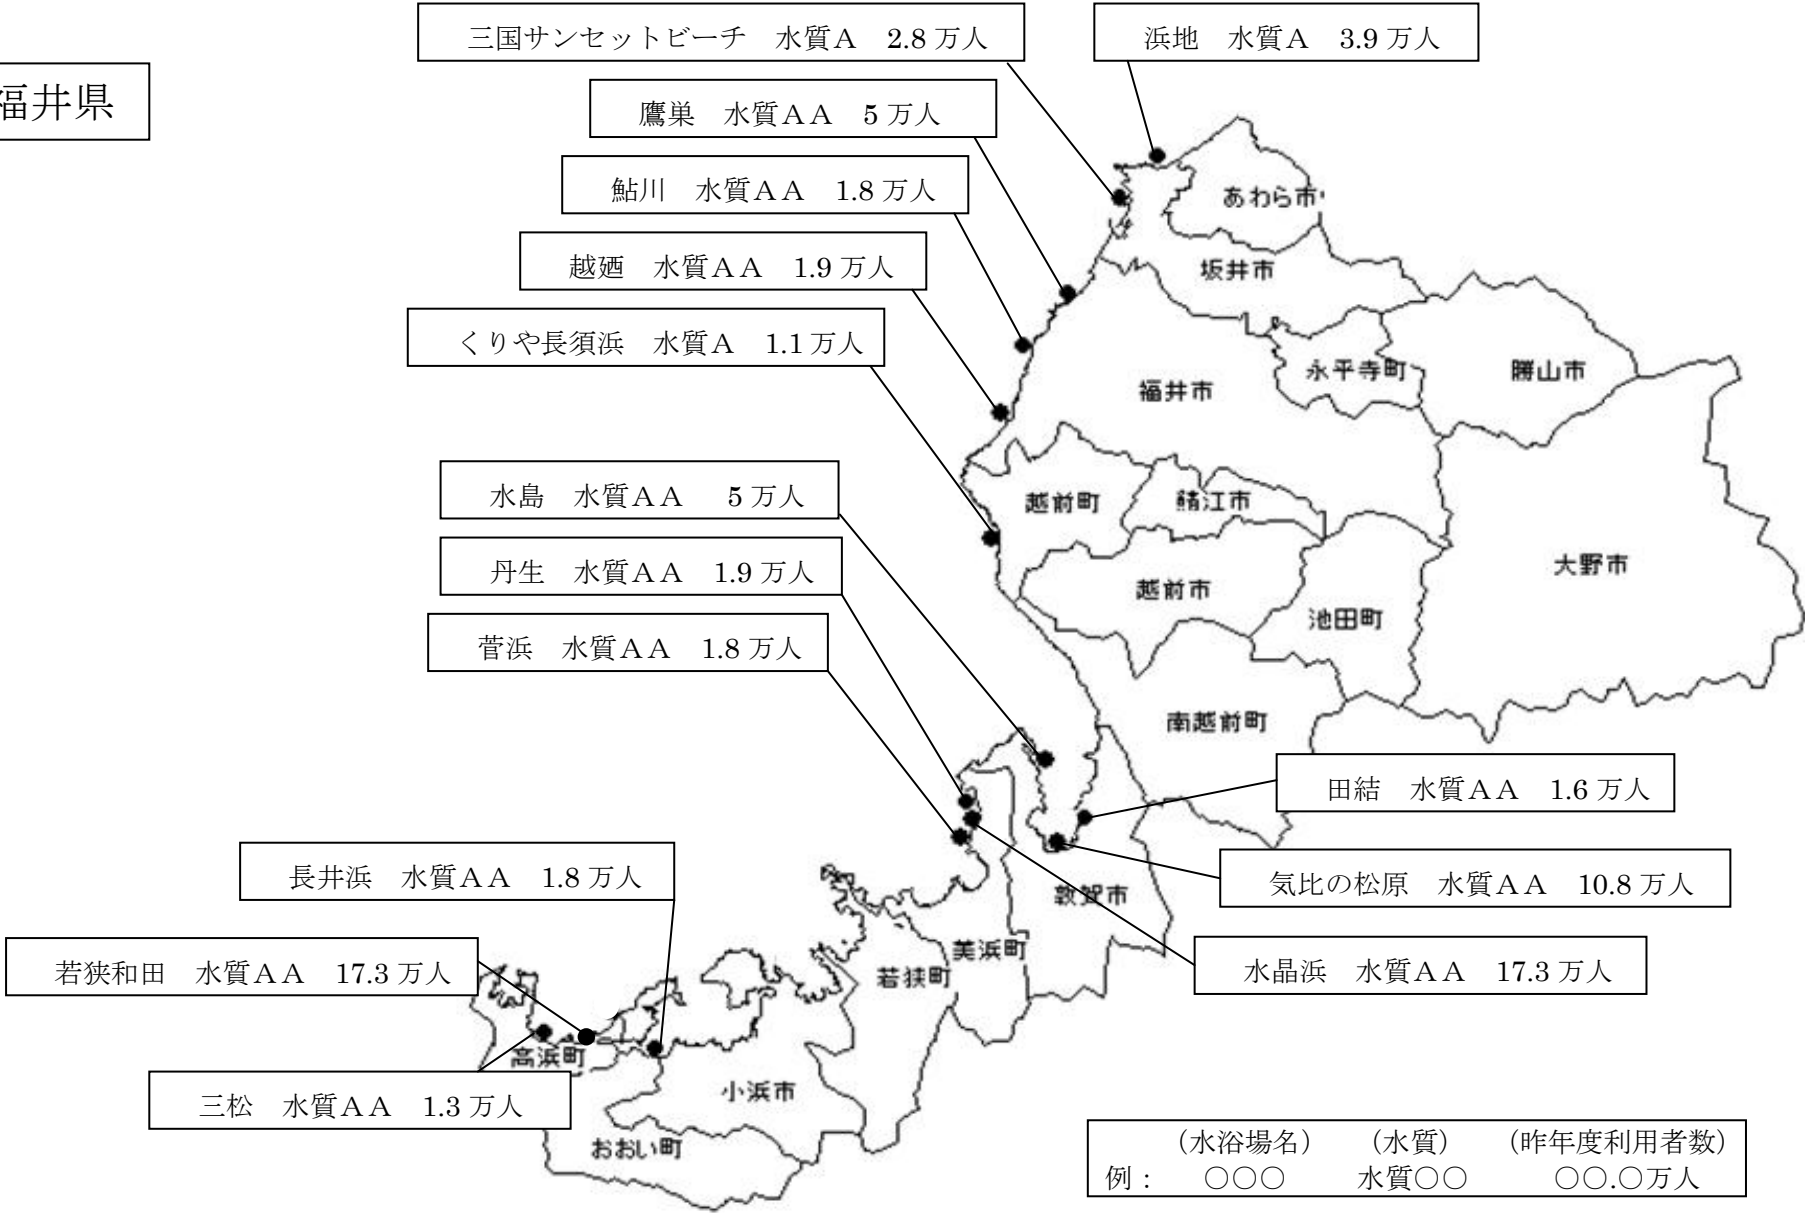 三国サンセットビーチ　水質A　2.8 万人
浜地　水質A　3.9 万人
福井県
鷹巣　水質ＡＡ　5 万人
鮎川　水質ＡＡ　1.8 万人
越廼　水質ＡＡ　1.9 万人
くりや長須浜　水質A　1.1 万人
あわら市
坂井市
福井市
永平寺町
勝山市
水島　水質ＡＡ　5 万人
丹生　水質ＡＡ　1.9 万人
菅浜　水質ＡＡ　1.8 万人
越前町
鯖江市
越前市
池田町
大野市
南越前町
田結　水質ＡＡ　1.6 万人
気比の松原　水質ＡＡ　10.8 万人
水晶浜　水質ＡＡ　17.3 万人
敦賀市
美浜町
若狭町
長井浜　水質ＡＡ　1.8 万人
若狭和田　水質ＡＡ　17.3 万人
三松　水質ＡＡ　1.3 万人
高浜町
小浜市
おおい町
（水浴場名）　（水質）　（昨年度利用者数）
例：　○○○　水質○○　○○.○万人